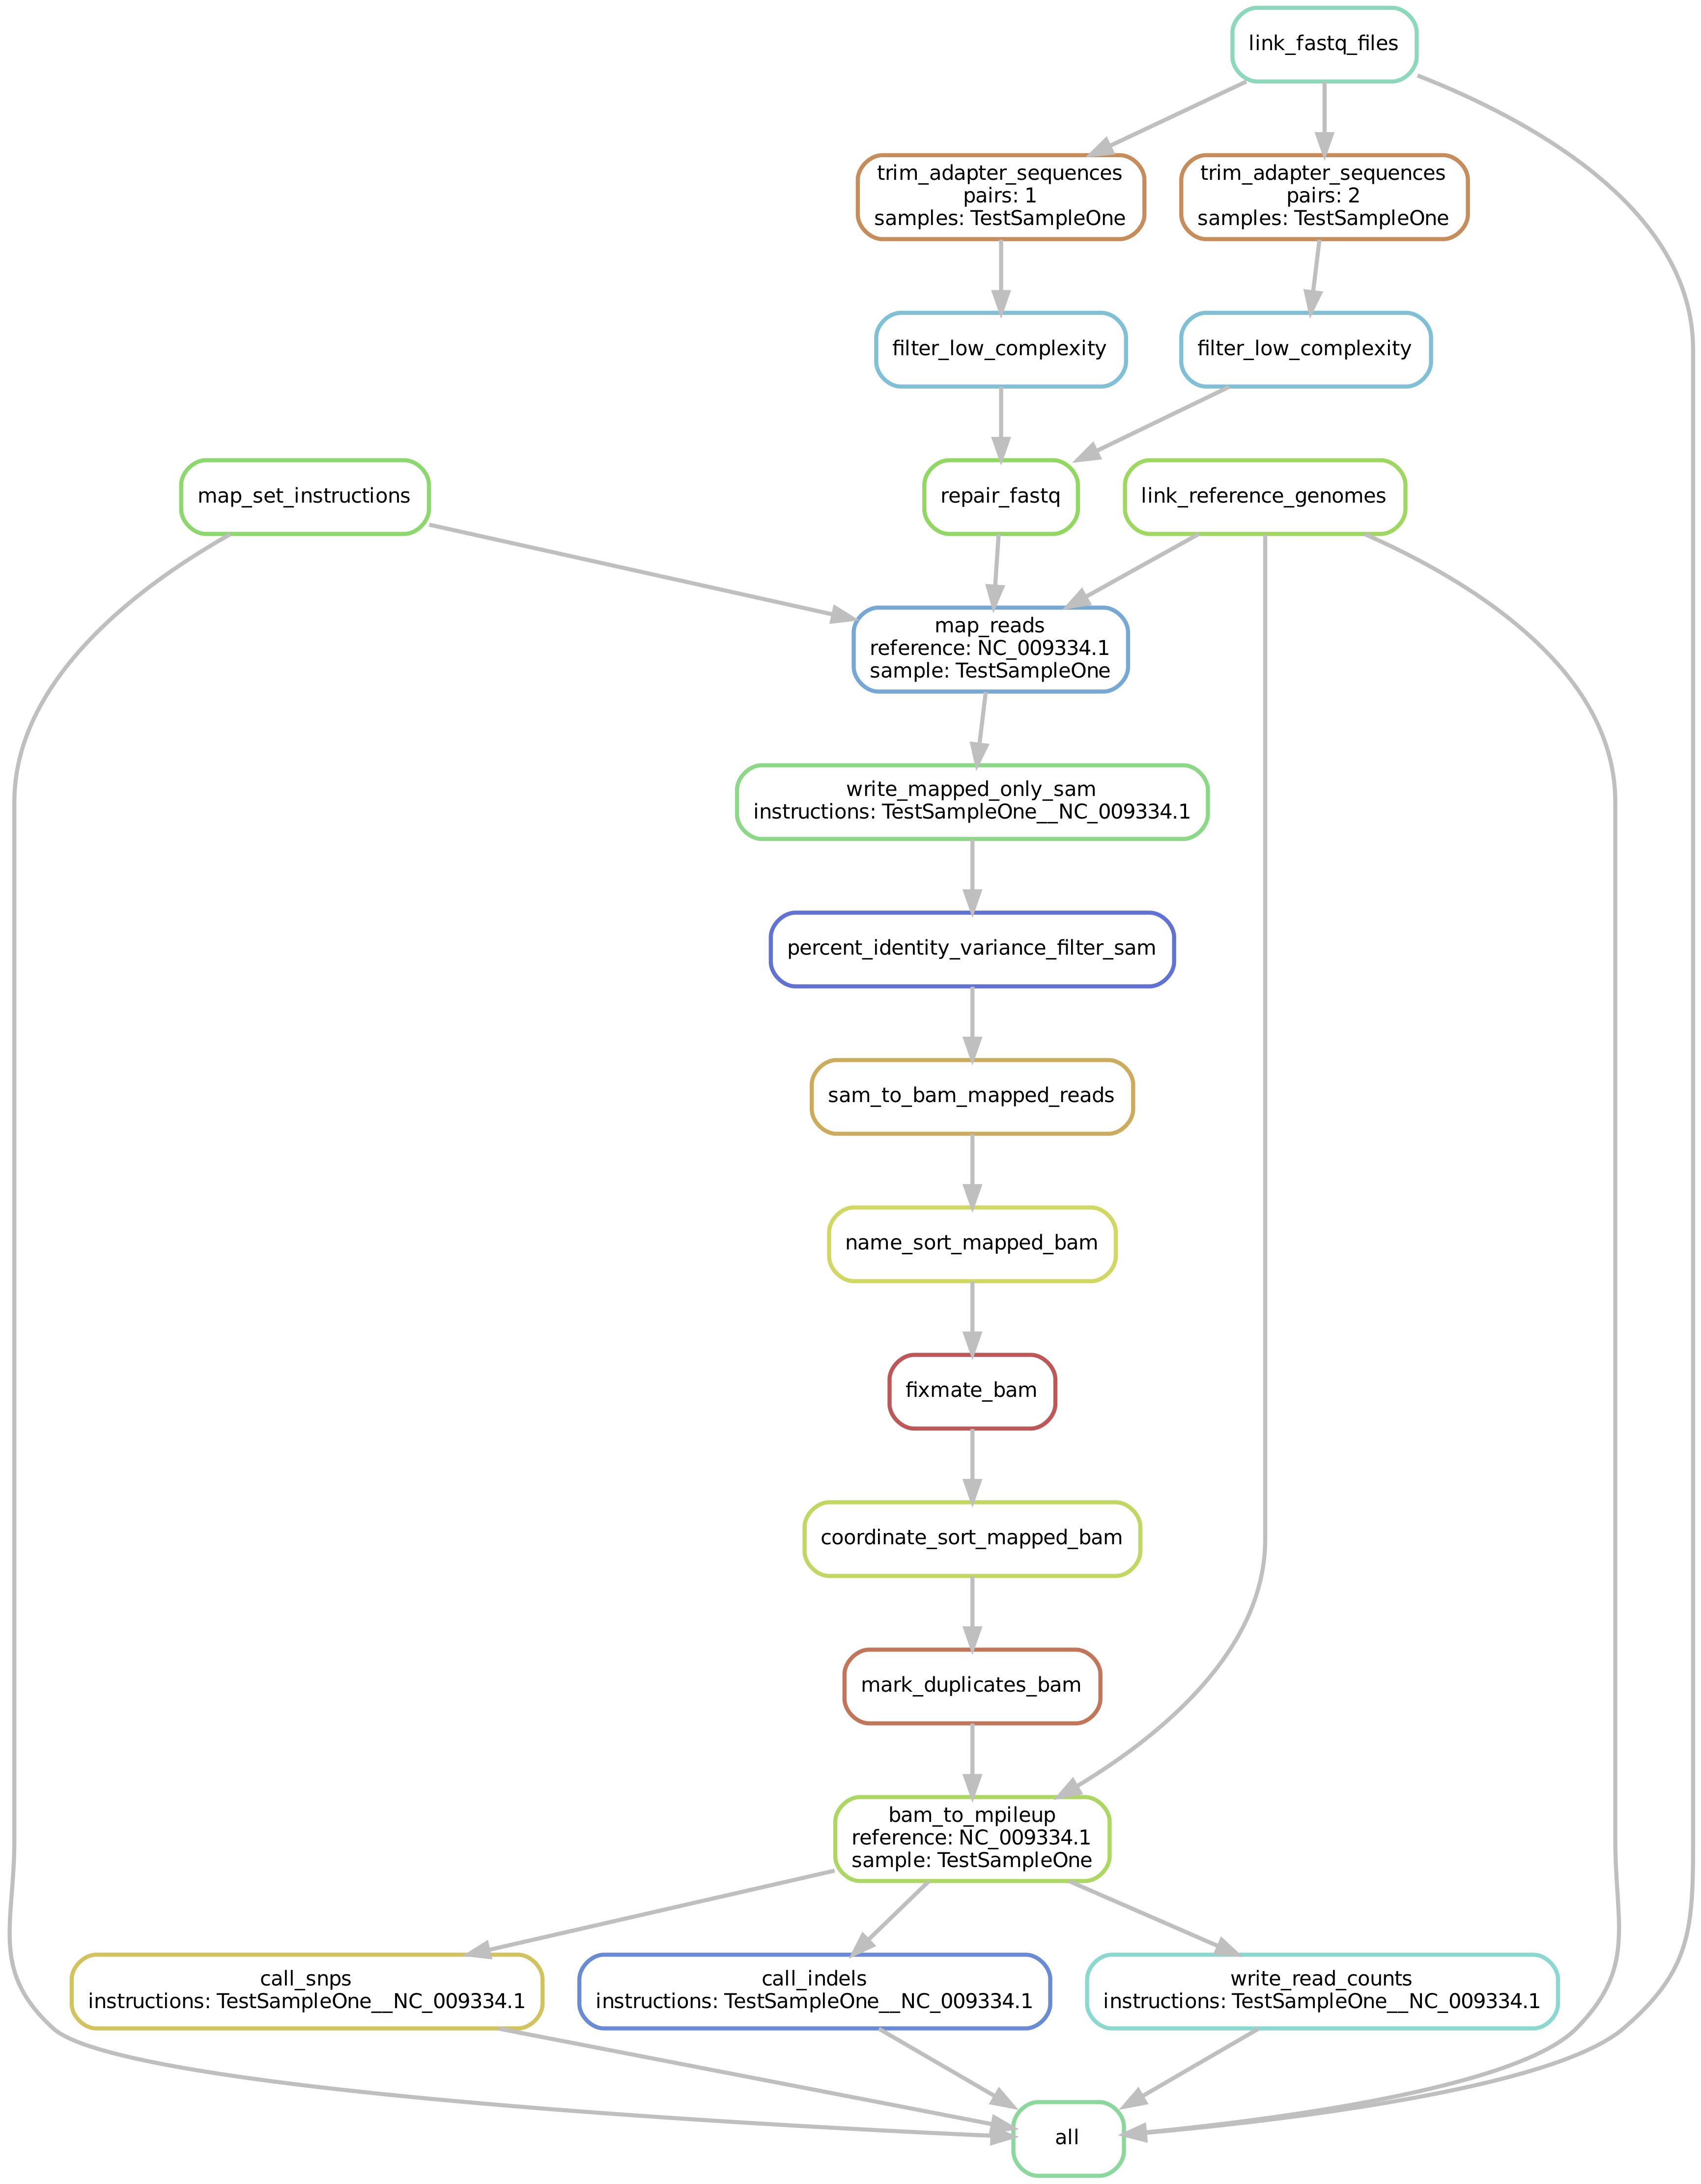 link_fastq_files
trim_adapter_sequences
pairs: 1
samples: TestSampleOne
trim_adapter_sequences
pairs: 2
samples: TestSampleOne
filter_low_complexity
filter_low_complexity
map_set_instructions
repair_fastq
link_reference_genomes
map_reads
reference: NC_009334.1
sample: TestSampleOne
write_mapped_only_sam
instructions: TestSampleOne__NC_009334.1
percent_identity_variance_filter_sam
sam_to_bam_mapped_reads
name_sort_mapped_bam
fixmate_bam
coordinate_sort_mapped_bam
mark_duplicates_bam
bam_to_mpileup
reference: NC_009334.1
sample: TestSampleOne
call_snps
instructions: TestSampleOne__NC_009334.1
call_indels
instructions: TestSampleOne__NC_009334.1
write_read_counts
instructions: TestSampleOne__NC_009334.1
all